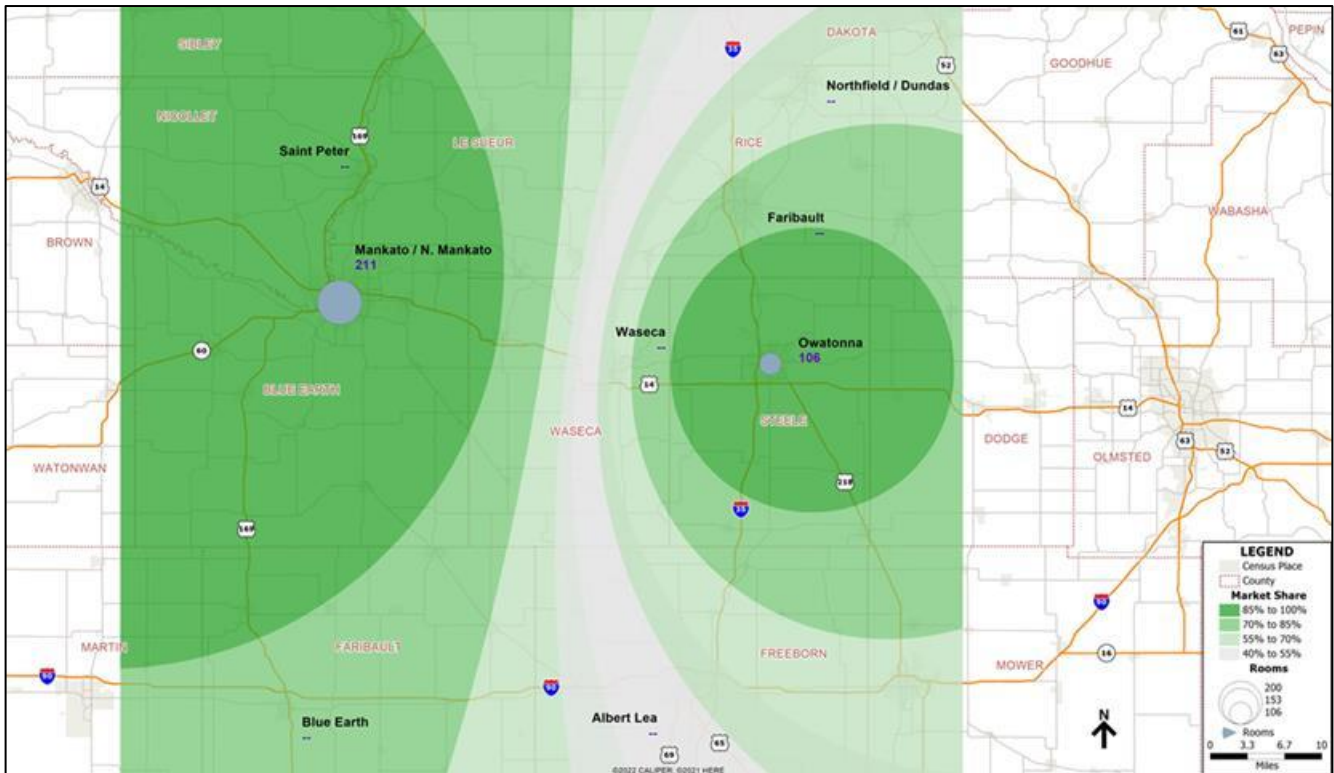 SIBLEY
DAKOTA
35
61
PEPIN
63
GOODHUE
52
Northfield / Dundas
--
NICOLLET
169
LE SUEUR
RICE
Saint Peter
--
14
WABASHA
Faribault
--
BROWN
Mankato / N. Mankato
211
Waseca
--
Owatonna
106
60
14
BLUE EARTH
14
STEELE
WASECA
DODGE
63
OLMSTED
52
WATONWAN
218
35
169
LEGEND
Census Place
County
Market Share
85% to 100%
70% to 85%
55% to 70%
40% to 55%
Rooms
200
153
106
Rooms
0 3.3 6.7 10
Miles
90
16
MARTIN
FARIBAULT
FREEBORN
MOWER
90
90
Blue Earth
--
Albert Lea
--
65
69
N
©2022 CALIPER ©2021 HERE